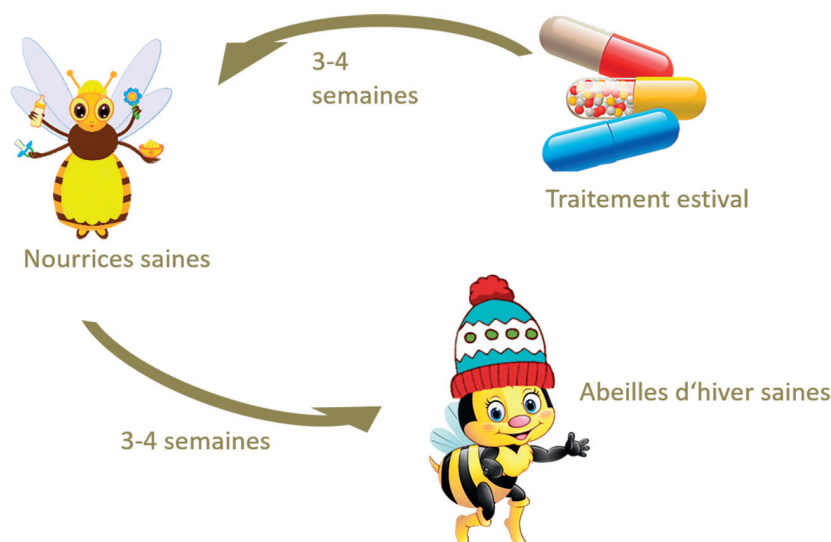 3-4
semaines
Traitement estival
Nourrices saines
Abeilles d‘hiver saines
3-4 semaines